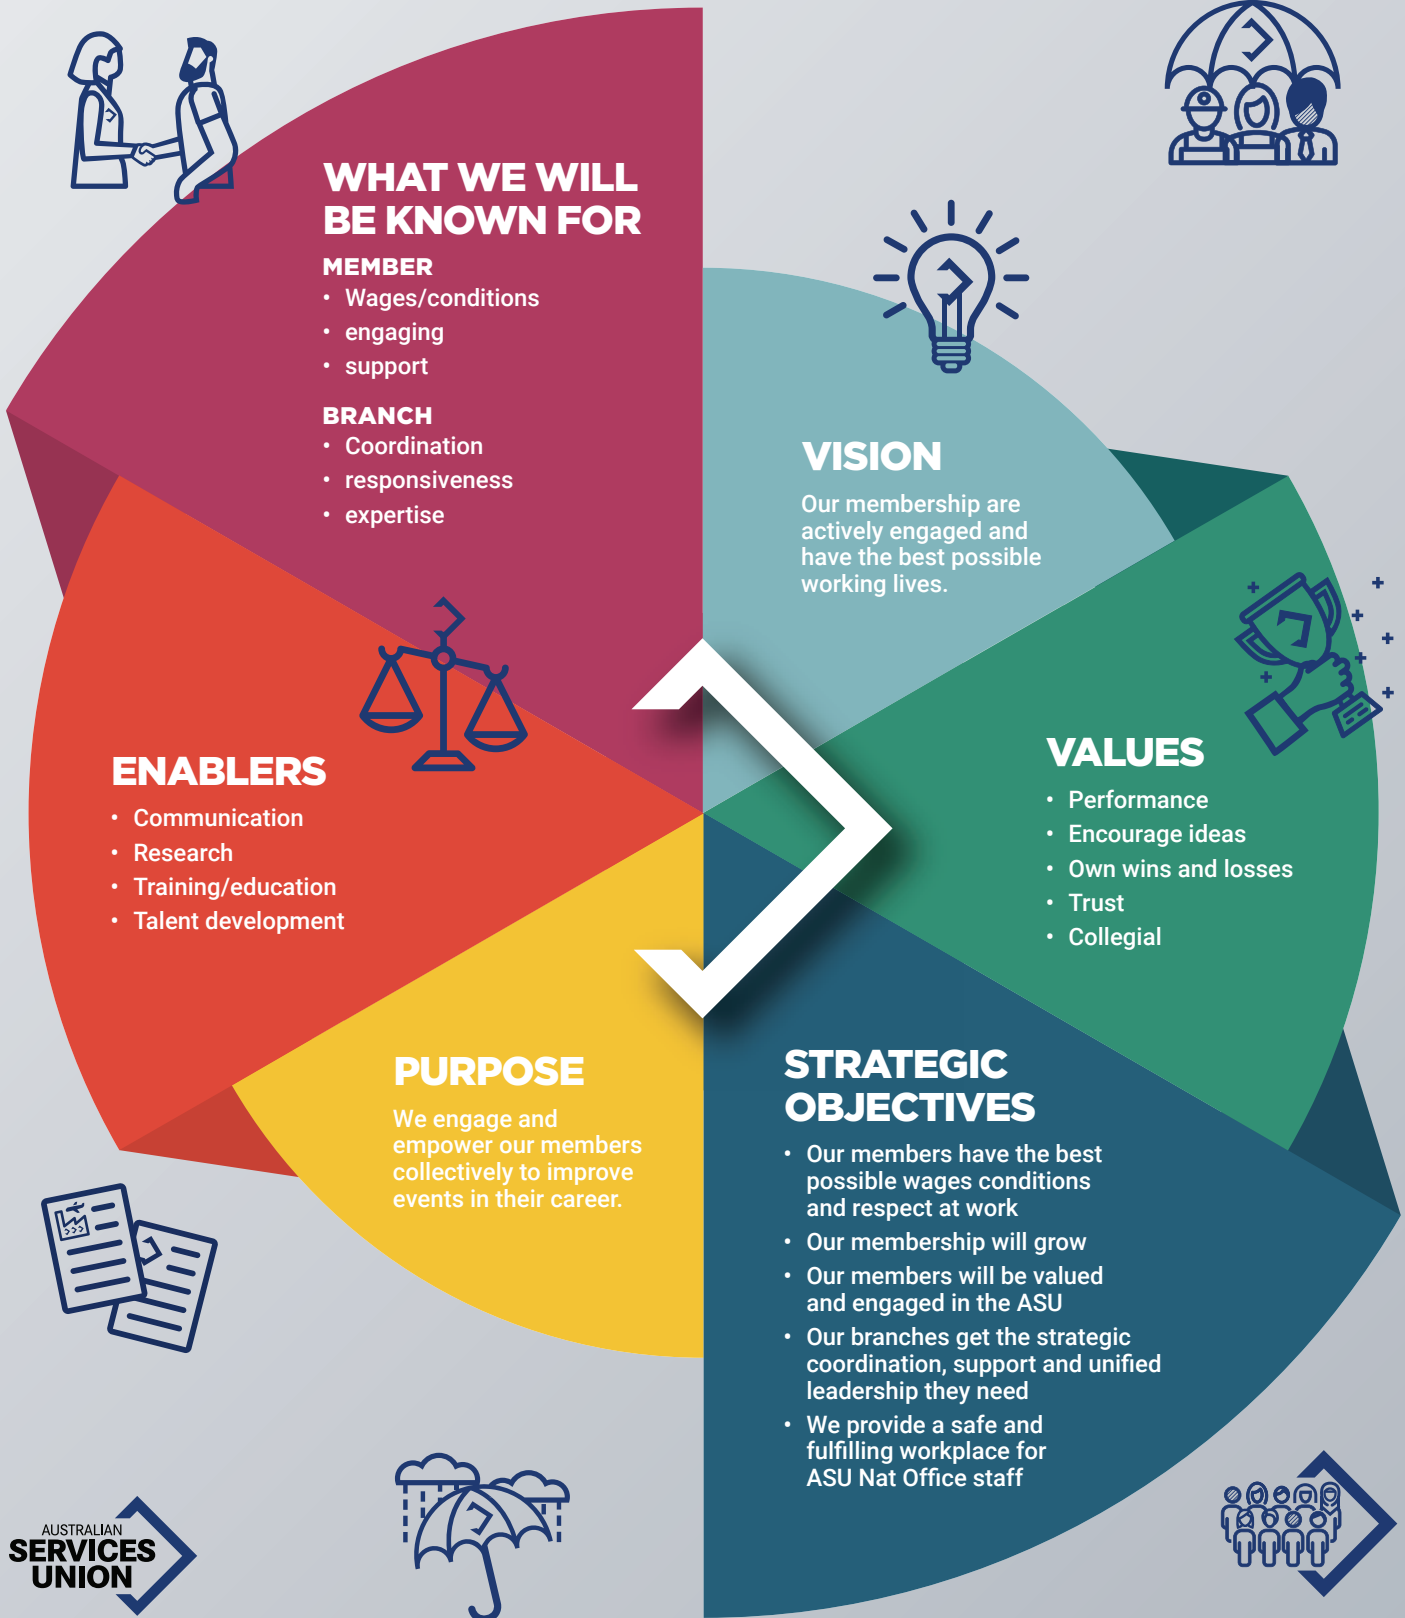 WHAT WE WILL
BE KNOWN FOR
MEMBER
• Wages/conditions
• engaging
• support
BRANCH
• Coordination
• responsiveness
• expertise
VISION
Our membership are
actively engaged and
have the best possible
working lives.
VALUES
• Performance
• Encourage ideas
• Own wins and losses
• Trust
• Collegial
ENABLERS
• Communication
• Research
• Training/education
• Talent development
PURPOSE
We engage and
empower our members
collectively to improve
events in their career.
STRATEGIC
OBJECTIVES
• Our members have the best
possible wages conditions
and respect at work
• Our membership will grow
• Our members will be valued
and engaged in the ASU
• Our branches get the strategic
coordination, support and unified
leadership they need
• We provide a safe and
fulfilling workplace for
ASU Nat Office staff
AUSTRALIAN
SERVICES
UNION